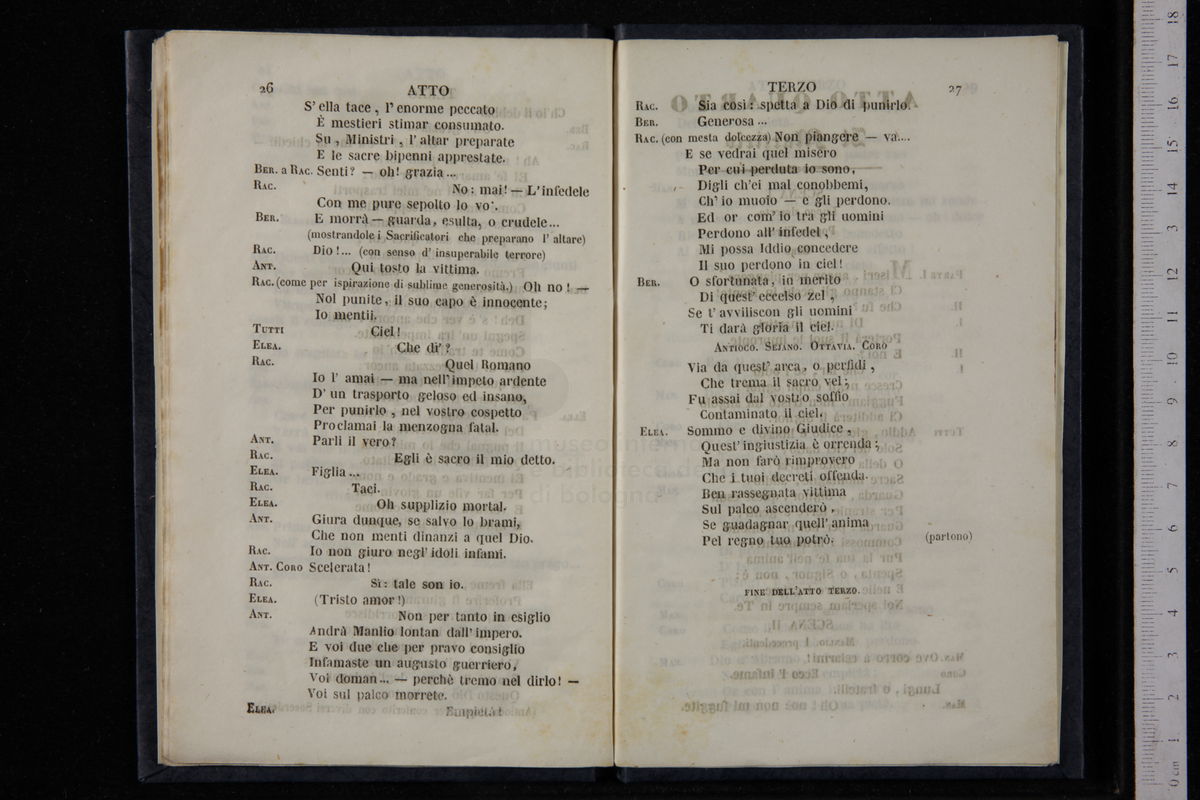 26 ATTO
S' ella tace, l' enorme peccato
È mestieri stimar consumato.
Su, Ministri, l' altar preparate
E le sacre bipenni apprestate.
BER. a RAC. Senti? — oh! grazia...
RAC. No: mai! — L'infedele
Con me pure sepolto lo vo'.
BER. E morrà — guarda, esulta, o crudele...
(mostrandole i Sacrificatori che preparano l' altare)
RAC. Dio!... (con senso d' insuperabile terrore)
ANT. Qui tosto la vittima.
RAC. (come per ispirazione di sublime generosità.) Oh no! —
Nol punite, il suo capo è innocente;
Io mentii.
TUTTI Ciel!
ELEA. Che di'?
RAC. Quel Romano
Io l' amai — ma nell' impeto ardente
D' un trasporto geloso ed insano,
Per punirlo, nel vostro cospetto
Proclamai la menzogna fatal.
ANT. Parli il vero?
RAC. Egli è sacro il mio detto.
ELEA. Figlia...
RAC. Taci.
ELEA. Oh supplizio mortal.
ANT. Giura dunque, se salvo lo brami,
Che non menti dinanzi a quel Dio.
RAC. Io non giuro negl' idoli infami.
ANT. CORO Scelerata!
RAC. Sì: tale son io.
ELEA. (Tristo amor!)
ANT. Non per tanto in esiglio
Andrà Manlio lontan dall' impero.
E voi due che per pravo consiglio
Infamaste un augusto guerriero,
Voi doman... — perchè tremo nel dirlo! —
Voi sul palco morrete.
ELEA. Empietà!
TERZO 27
RAC. Sia così: spetta a Dio di punirlo.
BER. Generosa...
RAC. (con mesta dolcezza) Non piangere — va....
E se vedrai quel misero
Per cui perduta io sono,
Digli ch'ei mal conobbemi,
Ch' io muoio — e gli perdono.
Ed or com' io tra gli uomini
Perdono all' infedel,
Mi possa Iddio concedere
Il suo perdono in ciel!
BER. O sfortunata, in merito
Di quest' eccelso zel,
Se t' avviliscon gli uomini
Ti darà gloria il ciel.
ANTIOCO. SEJANO. OTTAVIA. CORO
Via da quest' arca, o perfidi,
Che trema il sacro vel;
Fu assai dal vostro soffio
Contaminato il ciel.
ELEA. Sommo e divino Giudice,
Quest' ingiustizia è orrenda;
Ma non farò rimprovero
Che i tuoi decreti offenda.
Ben rassegnata vittima
Sul palco ascenderò,
Se guadagnar quell' anima
Pel regno tuo potrò. (partono)
FINE DELL'ATTO TERZO.